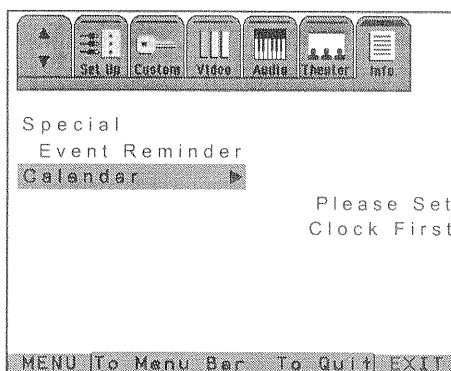 Set Up Custom Video Audio Theater Info
Special
Event Reminder
Calendar
Please Set
Clock First
MENU To Menu Bar To Quit EXIT